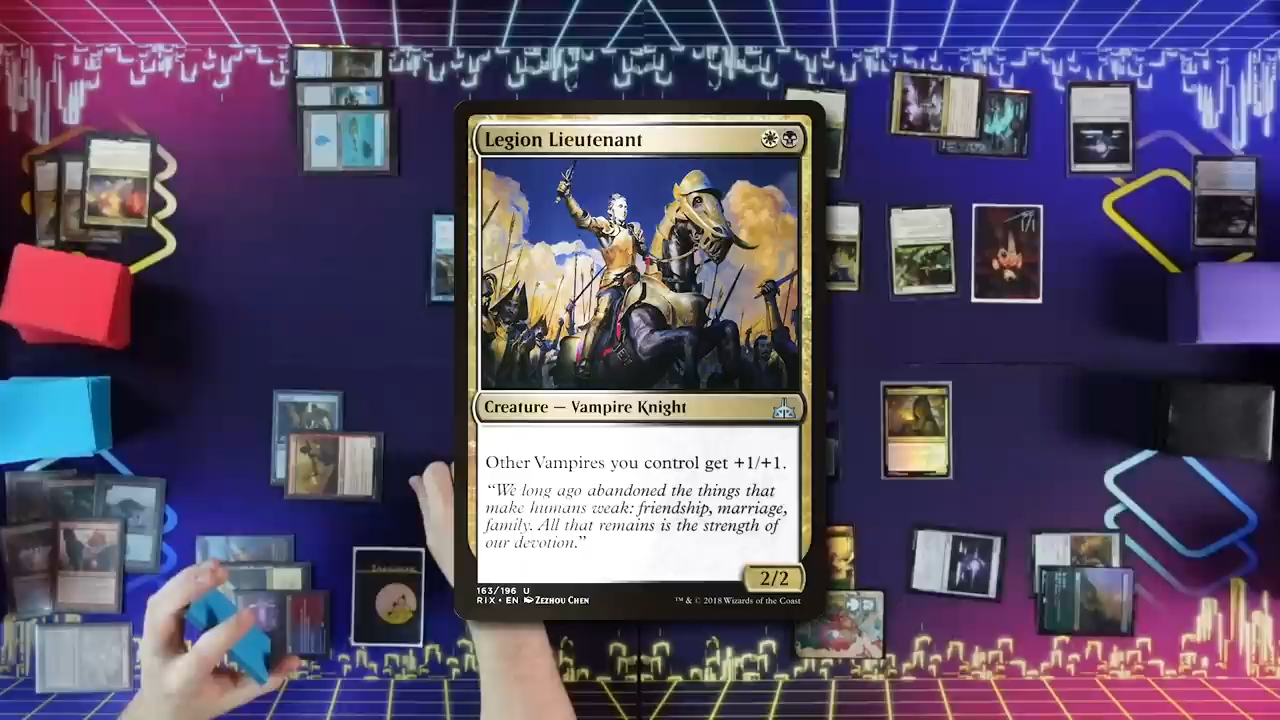 Legion Lieutenant
Creature — Vampire Knight
Other Vampires you control get +1/+1.
“We long ago abandoned the things that
make humans weak: friendship, marriage,
family. All that remains is the strength of
our devotion.”
2/2
163/196 U
RIX • EN Zezhou Chen
™ & © 2018 Wizards of the Coast